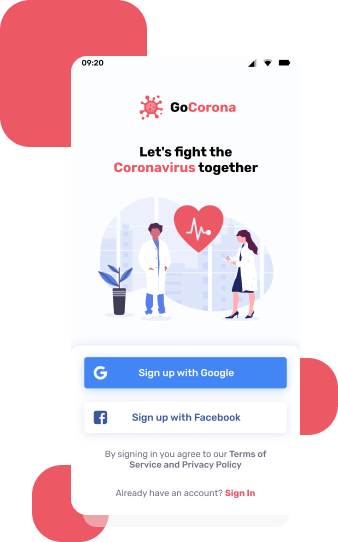 09:20
GoCorona
Let's fight the
Coronavirus together
Sign up with Google
Sign up with Facebook
By signing in you agree to our Terms of
Service and Privacy Policy
Already have an account? Sign In